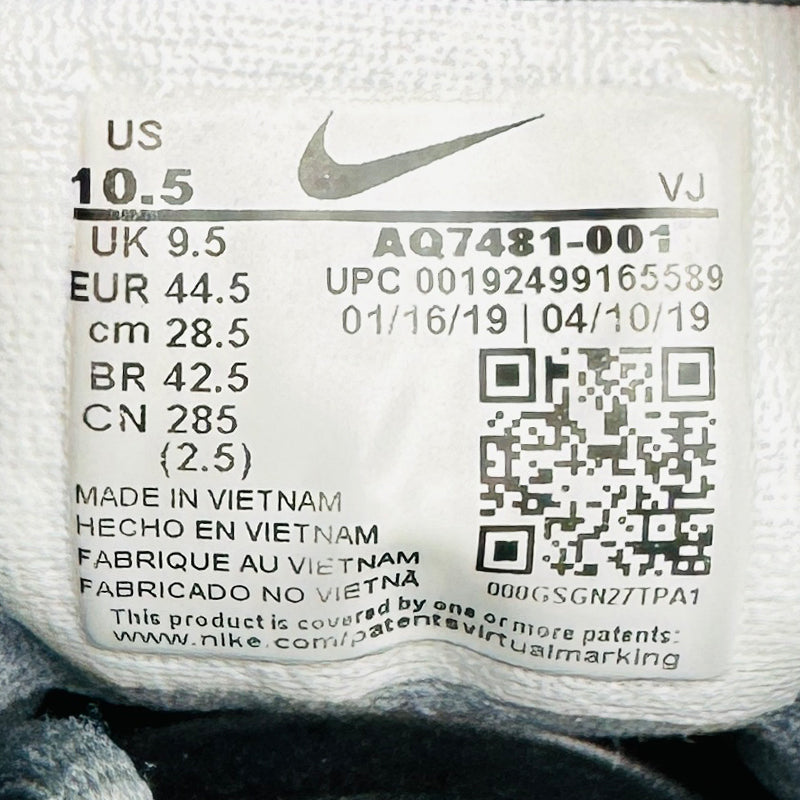 US
10.5
VJ
UK 9.5
EUR 44.5
cm 28.5
BR 42.5
CN 285
(2.5)
AQ7481-001
UPC 00192499165589
01/16/19 | 04/10/19
000GSGN27TPA1
MADE IN VIETNAM
HECHO EN VIETNAM
FABRIQUE AU VIETNAM
FABRICADO NO VIETNÃ
This product is covered by one or more patents:
www.nike.com/patentsvirtualmarking